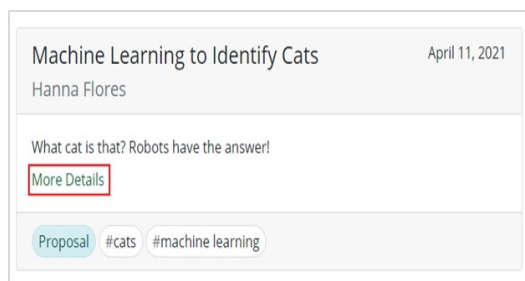 Machine Learning to Identify Cats
April 11, 2021
Hanna Flores
What cat is that? Robots have the answer!
More Details
Proposal #cats #machine learning